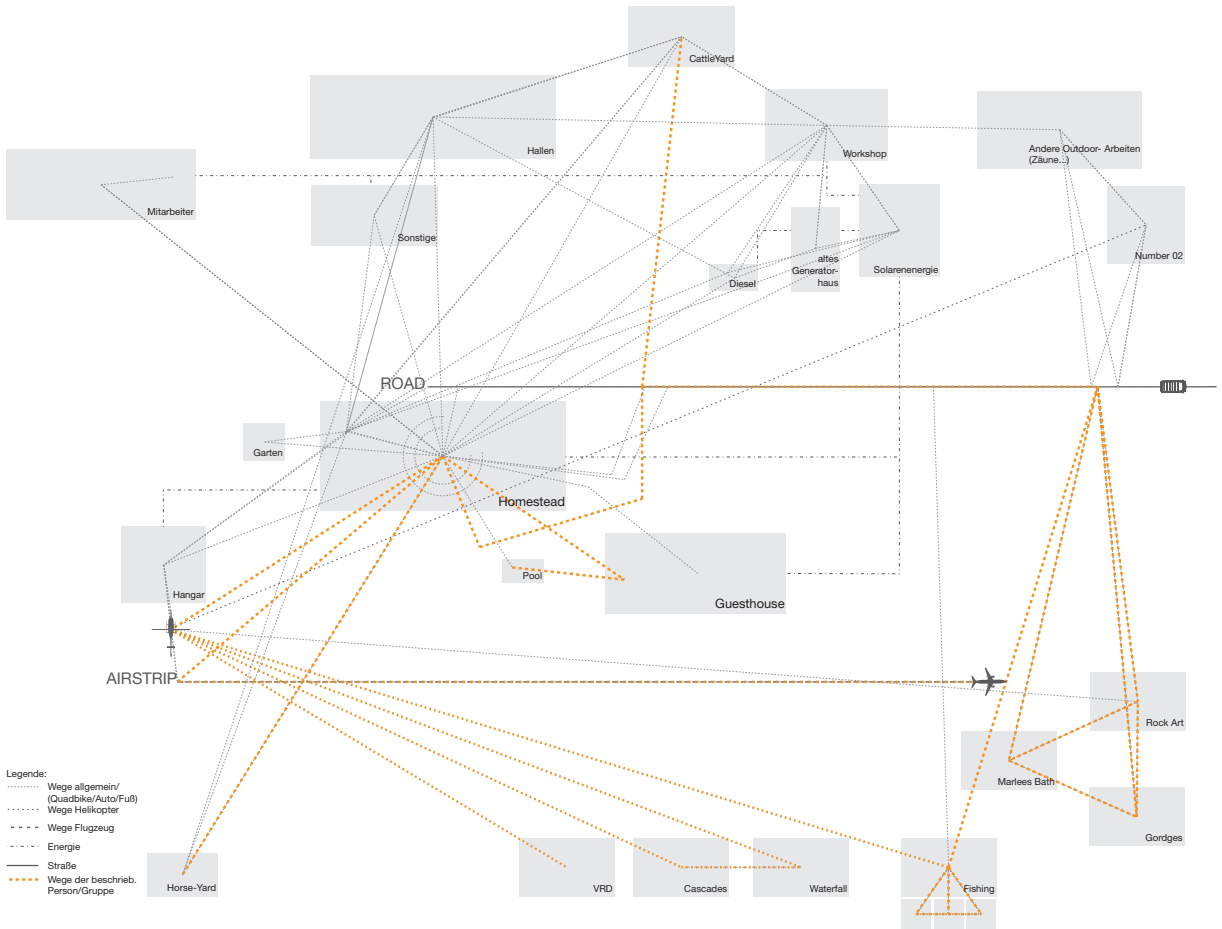 CattleYard
Hallen
Workshop
Andere Outdoor- Arbeiten
(Zäune...)
Mitarbeiter
Sonstige
Number 02
altes
Generator-
haus
Diesel
Solarenenergie
ROAD
Garten
Homestead
Hangar
Pool
Guesthouse
AIRSTRIP
Rock Art
Marlees Bath
Gordges
Legende:
Wege allgemein/
(Quadbike/Auto/Fuß)
Wege Helikopter
Wege Flugzeug
Energie
Straße
Wege der beschrieb.
Person/Gruppe
Horse-Yard
VRD
Cascades
Waterfall
Fishing